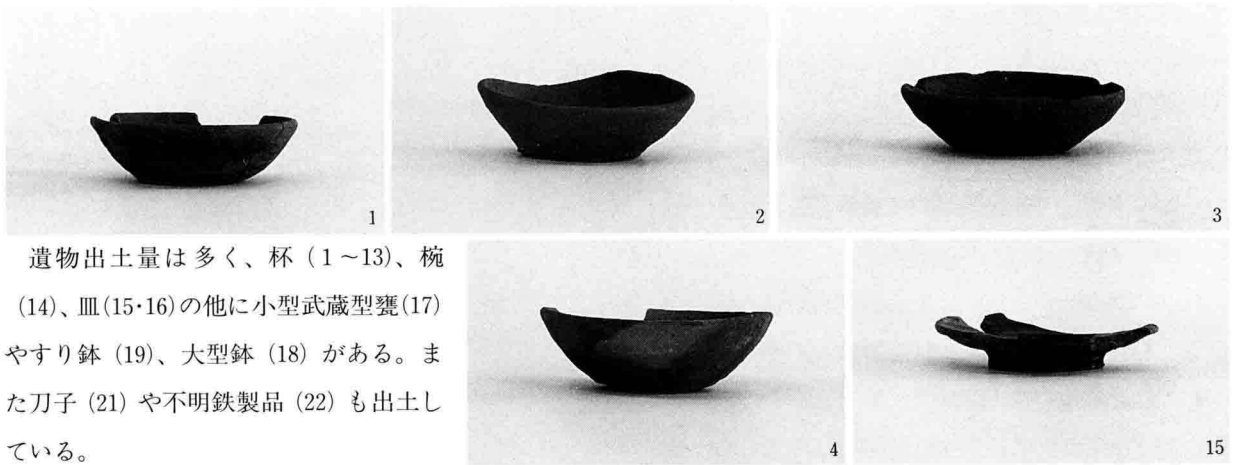 1
2
3
遺物出土量は多く、杯（1～13）、椀
（14）、皿（15・16）の他に小型武蔵型甕（17）
やすり鉢（19）、大型鉢（18）がある。ま
た刀子（21）や不明鉄製品（22）も出土し
ている。
4
15